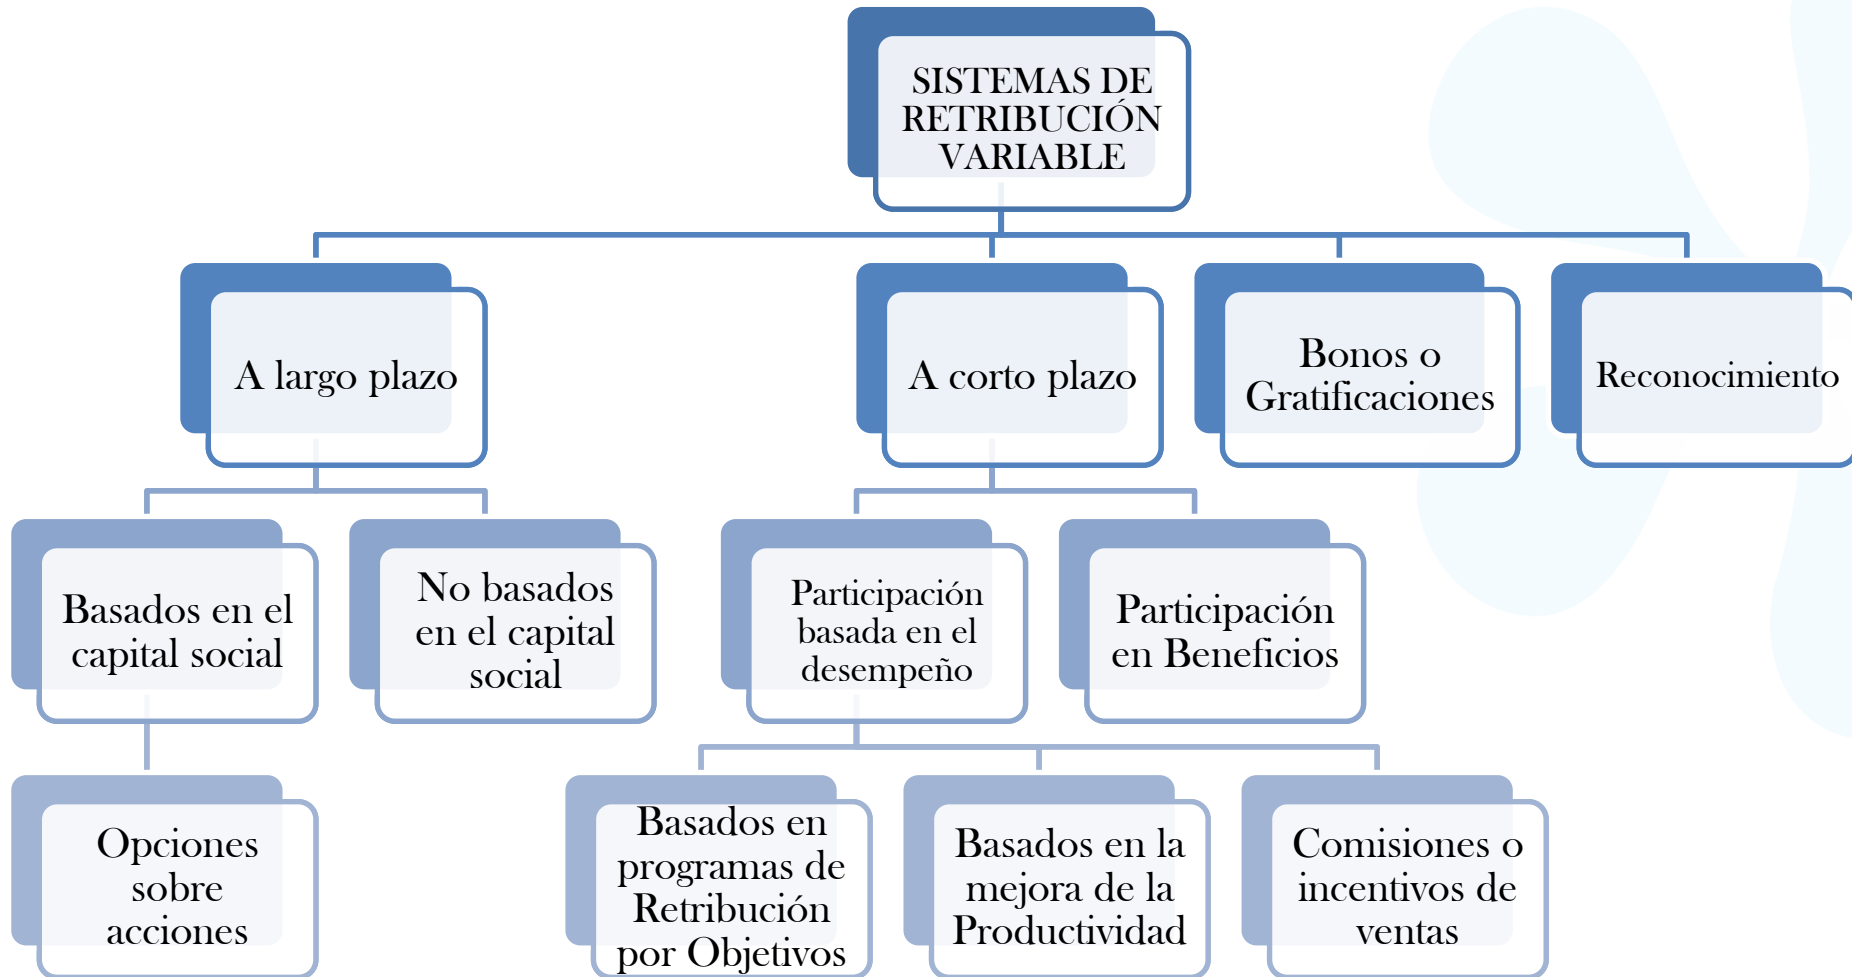 SISTEMAS DE
RETRIBUCIÓN
VARIABLE
A largo plazo
A corto plazo
Bonos o
Gratificaciones
Reconocimiento
Basados en el
capital social
No basados
en el capital
social
Participación
basada en el
desempeño
Participación
en Beneficios
Opciones
sobre
acciones
Basados en
programas de
Retribución
por Objetivos
Basados en la
mejora de la
Productividad
Comisiones o
incentivos de
ventas